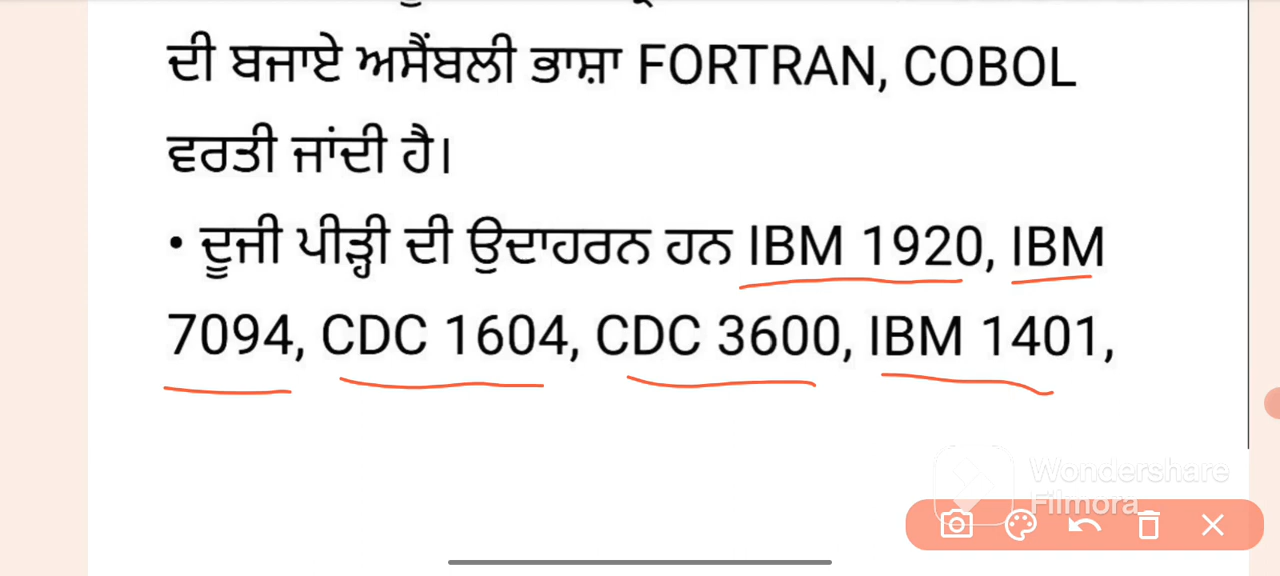 ਦੀ ਬਜਾਏ ਅਸੈਂਬਲੀ ਭਾਸ਼ਾ FORTRAN, COBOL
ਵਰਤੀ ਜਾਂਦੀ ਹੈ।
• ਦੂਜੀ ਪੀੜ੍ਹੀ ਦੀ ਉਦਾਹਰਨ ਹਨ IBM 1920, IBM
7094, CDC 1604, CDC 3600, IBM 1401,
Wondershare
Filmora